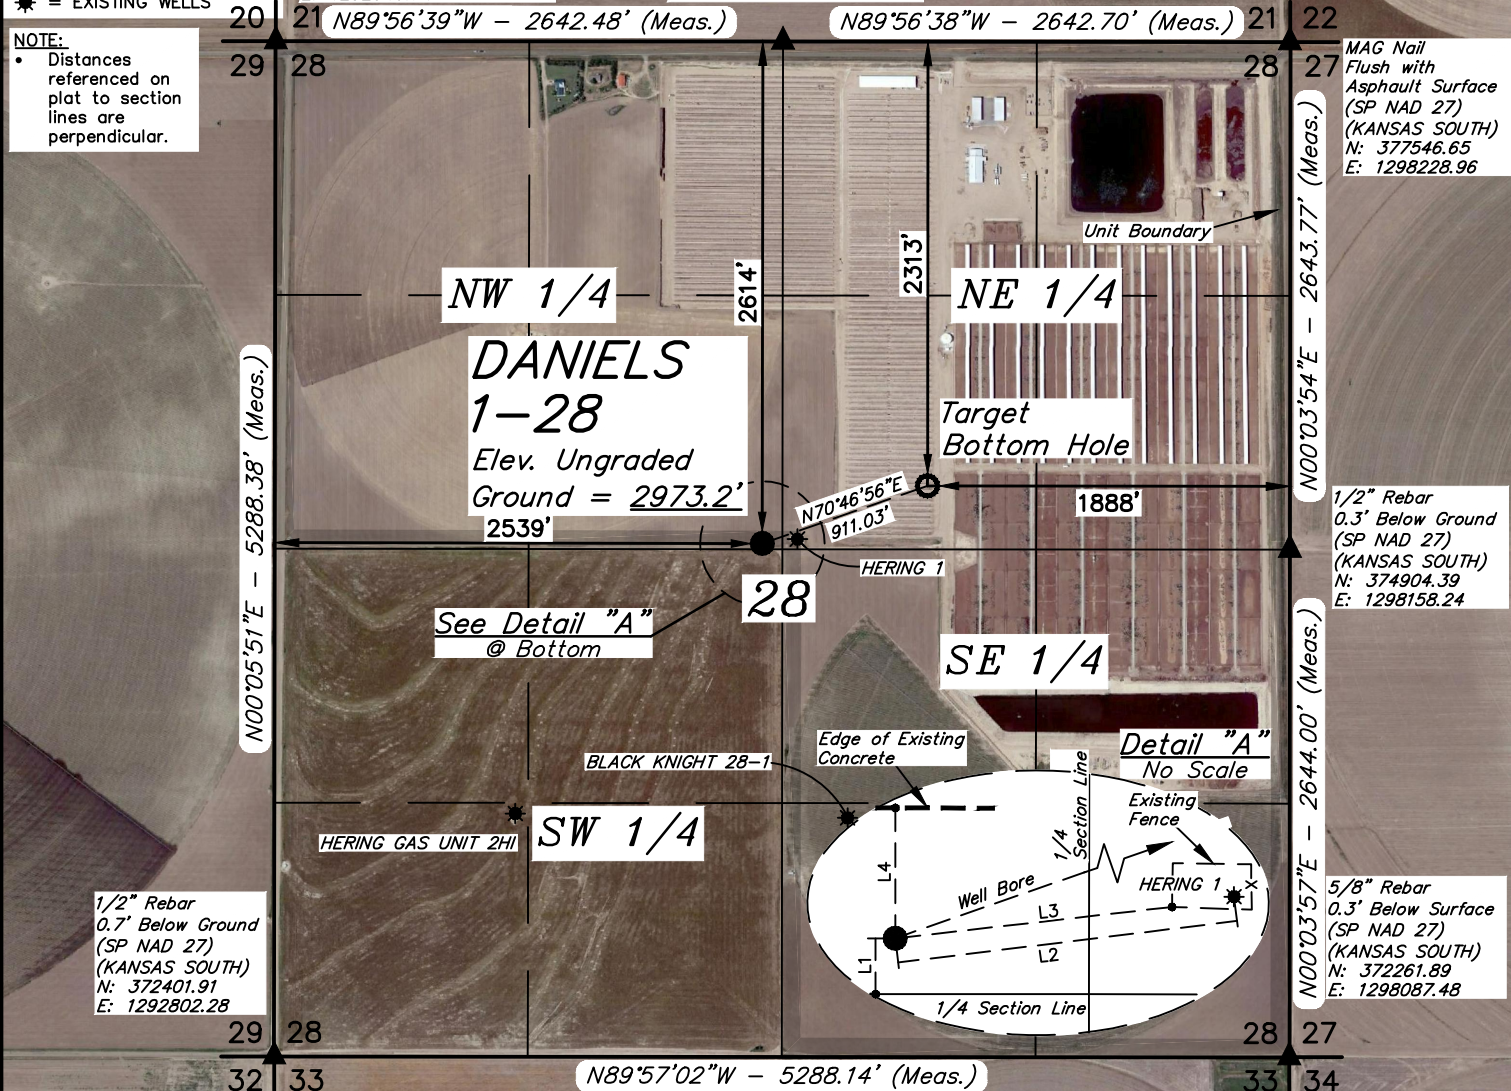 = EXISTING WELLS
NOTE:
• Distances
referenced on
plat to section
lines are
perpendicular.
20 21
29 28
N89°56'39"W - 2642.48' (Meas.)
N89°56'38"W - 2642.70' (Meas.)
21 22
28 27
MAG Nail
Flush with
Asphault Surface
(SP NAD 27)
(KANSAS SOUTH)
N: 377546.65
E: 1298228.96
N00°03'54"E - 2643.77' (Meas.)
Unit Boundary
2614'
2313'
NW 1/4
NE 1/4
DANIELS
1-28
Elev. Ungraded
Ground = 2973.2'
Target
Bottom Hole
N70°46'56"E
911.03'
2539'
1888'
HERING 1
28
N00°05'51"E - 5288.38' (Meas.)
1/2" Rebar
0.3' Below Ground
(SP NAD 27)
(KANSAS SOUTH)
N: 374904.39
E: 1298158.24
See Detail "A"
@ Bottom
SE 1/4
N00°03'57"E - 2644.00' (Meas.)
BLACK KNIGHT 28-1
HERING GAS UNIT 2HI
SW 1/4
Edge of Existing
Concrete
Detail "A"
No Scale
1/4
Section Line
Existing
Fence
HERING 1
X
Well Bore
L4
L3
L2
L1
1/4 Section Line
1/2" Rebar
0.7' Below Ground
(SP NAD 27)
(KANSAS SOUTH)
N: 372401.91
E: 1292802.28
5/8" Rebar
0.3' Below Surface
(SP NAD 27)
(KANSAS SOUTH)
N: 372261.89
E: 1298087.48
29 28
32 33
N89°57'02"W - 5288.14' (Meas.)
28 27
33 34